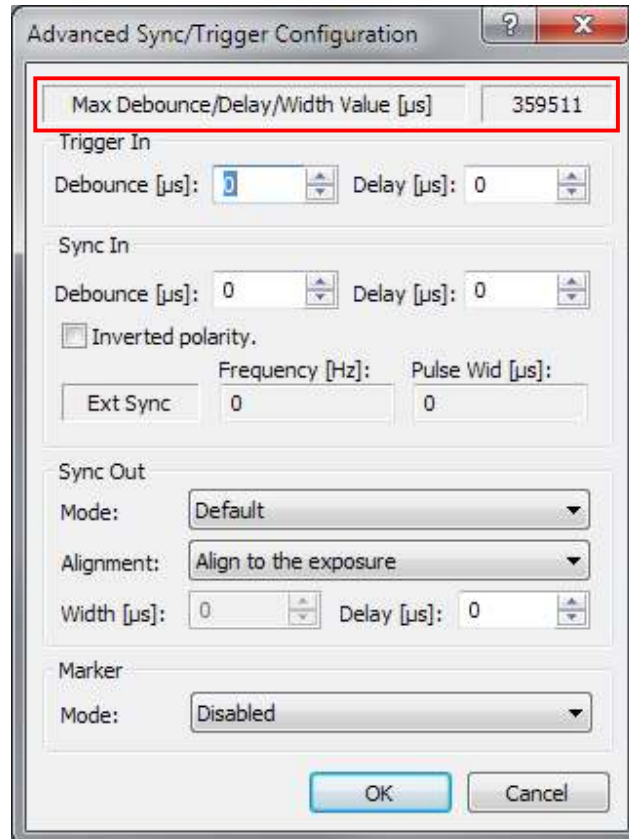 Advanced Sync/Trigger Configuration
Max Debounce/Delay/Width Value [µs] 359511
Trigger In
Debounce [µs]: 0 Delay [µs]: 0
Sync In
Debounce [µs]: 0 Delay [µs]: 0
Inverted polarity.
Frequency [Hz]: Pulse Wid [µs]:
Ext Sync 0 0
Sync Out
Mode: Default
Alignment: Align to the exposure
Width [µs]: 0 Delay [µs]: 0
Marker
Mode: Disabled
OK Cancel